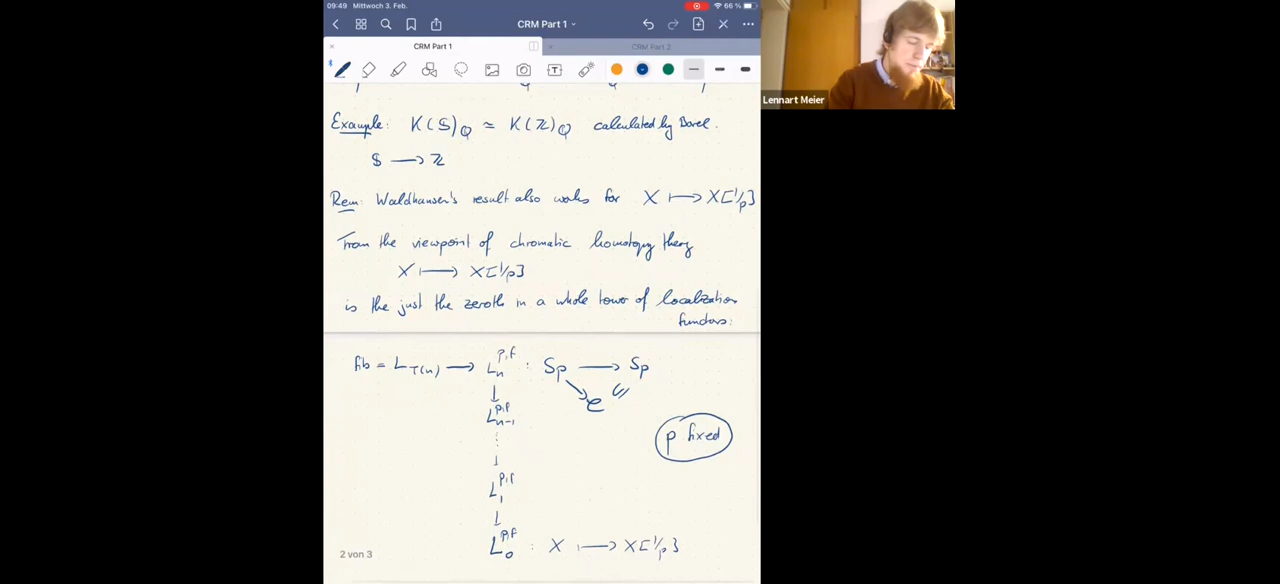 09:49 Mittwoch 3. Feb.
66 %
CRM Part 1
CRM Part 1
CRM Part 2
Example: K(𝕊)_ℚ ≃ K(ℤ)_ℚ calculated by Borel.
𝕊 ⟶ ℤ
Rem: Waldhausen's result also works for X ⟼ X[1/p]
From the viewpoint of chromatic homotopy theory
X ⟼ X[1/p]
is the just the zeroth in a whole tower of localization
functors:
fib = L_{T(n)} ⟶ L_n^{p,f} : Sp ⟶ Sp
↓
L_{n-1}^{p,f}
⋮
p fixed
↓
L_1^{p,f}
↓
L_0^{p,f} : X ⟼ X[1/p]
2 von 3
Lennart Meier